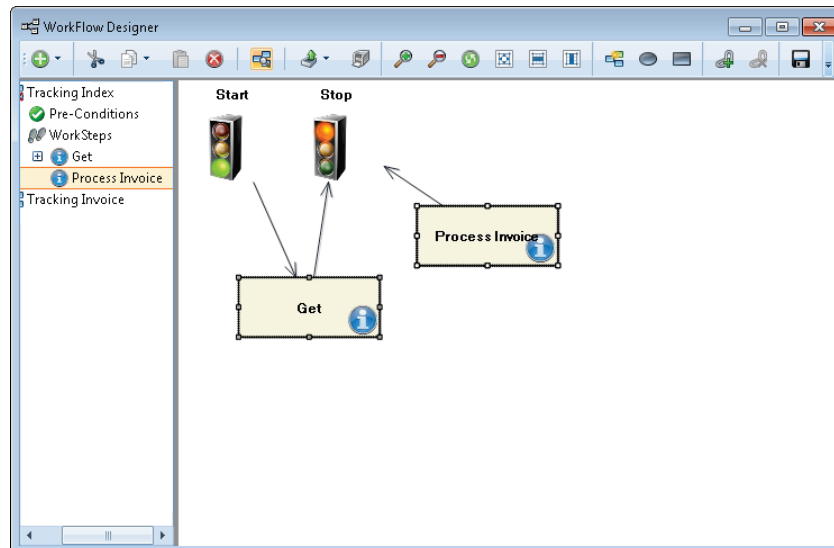 WorkFlow Designer
Tracking Index
Pre-Conditions
WorkSteps
Get
Process Invoice
Tracking Invoice
Start Stop
Process Invoice
Get